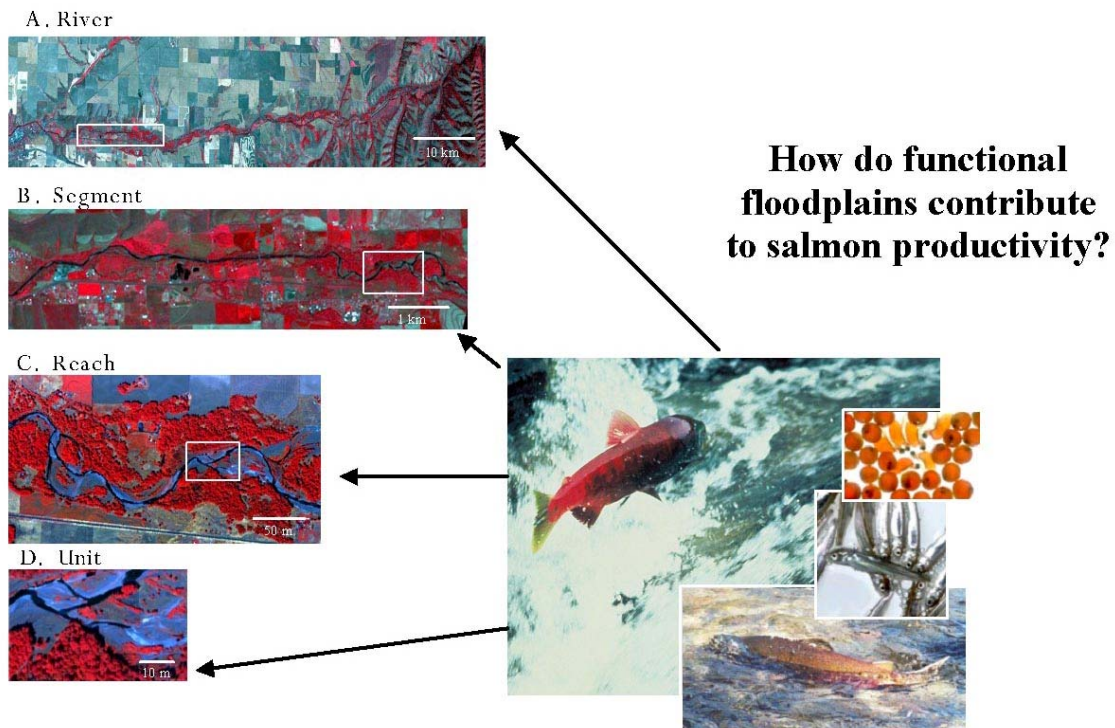 A. River
10 km
B. Segment
1 km
C. Reach
50 m
D. Unit
10 m
How do functional
floodplains contribute
to salmon productivity?